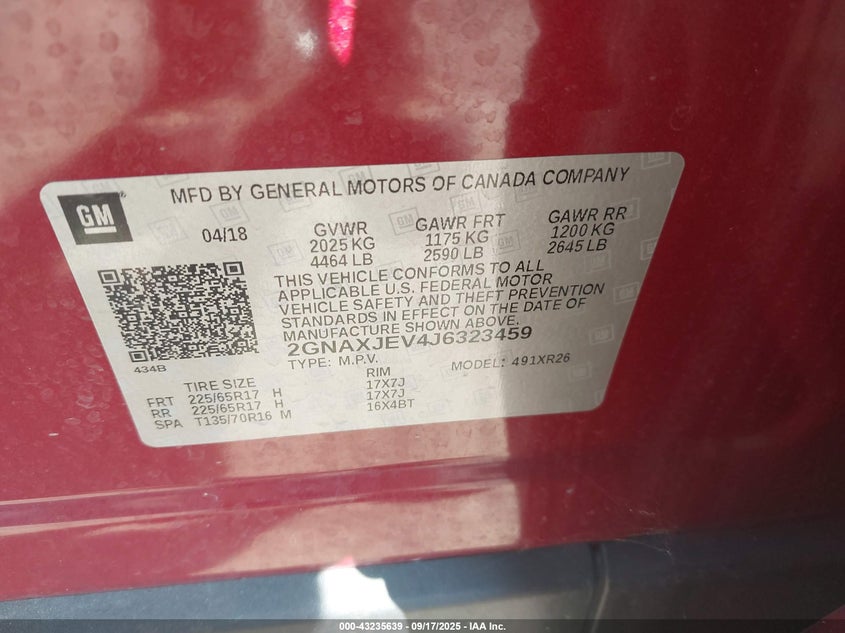 GM
MFD BY GENERAL MOTORS OF CANADA COMPANY
04/18 GVWR GAWR FRT GAWR RR
2025 KG 1175 KG 1200 KG
4464 LB 2590 LB 2645 LB
THIS VEHICLE CONFORMS TO ALL
APPLICABLE U.S. FEDERAL MOTOR
VEHICLE SAFETY AND THEFT PREVENTION
STANDARDS IN EFFECT ON THE DATE OF
MANUFACTURE SHOWN ABOVE.
2GNAXJEV4J6323459
434B TYPE: M.P.V. MODEL: 491XR26
TIRE SIZE RIM
FRT 225/65R17 H 17X7J
RR 225/65R17 H 17X7J
SPA T135/70R16 M 16X4BT
000-43235639 - 09/17/2025 - IAA Inc.